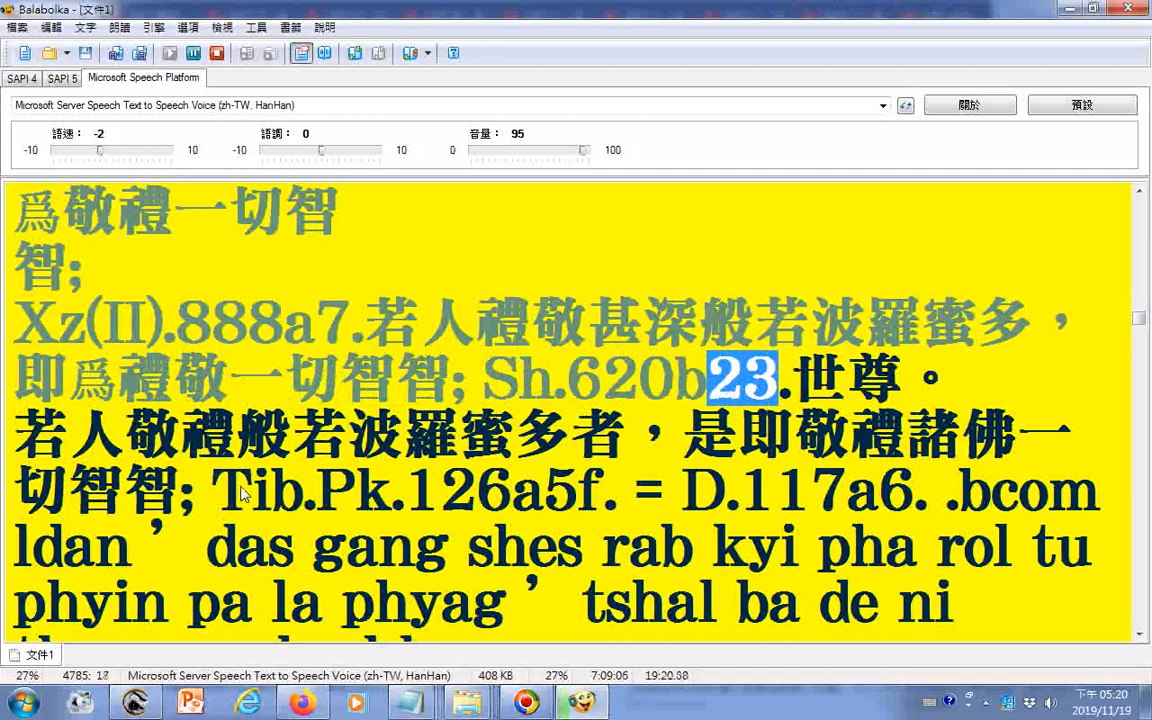 Balabolka - [文件1]
檔案 編輯 文字 朗讀 引擎 選項 檢視 工具 書籤 說明
SAPI 4 SAPI 5 Microsoft Speech Platform
Microsoft Server Speech Text to Speech Voice (zh-TW, HanHan) 關於 預設
語速： -2 語調： 0 音量： 95
-10 10 -10 10 0 100
爲敬禮一切智
智;
Xz(II).888a7.若人禮敬甚深般若波羅蜜多，
即爲禮敬一切智智; Sh.620b23.世尊。
若人敬禮般若波羅蜜多者，是即敬禮諸佛一
切智智; Tib.Pk.126a5f. = D.117a6. .bcom
ldan’ das gang shes rab kyi pha rol tu
phyin pa la phyag’ tshal ba de ni
文件1
27% 4785: 17 Microsoft Server Speech Text to Speech Voice (zh-TW, HanHan) 408 KB 27% 7:09:06 19:20:38
下午 05:20
2019/11/19